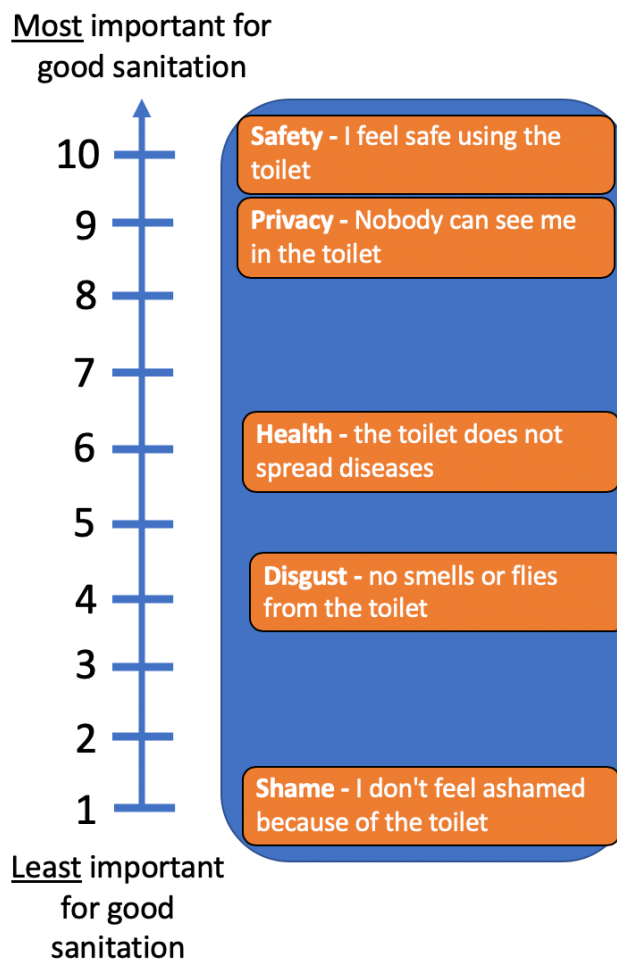 Most important for
good sanitation
10
Safety - I feel safe using the
toilet
9
Privacy - Nobody can see me
in the toilet
8
7
6
Health - the toilet does not
spread diseases
5
4
Disgust - no smells or flies
from the toilet
3
2
1
Shame - I don't feel ashamed
because of the toilet
Least important
for good
sanitation